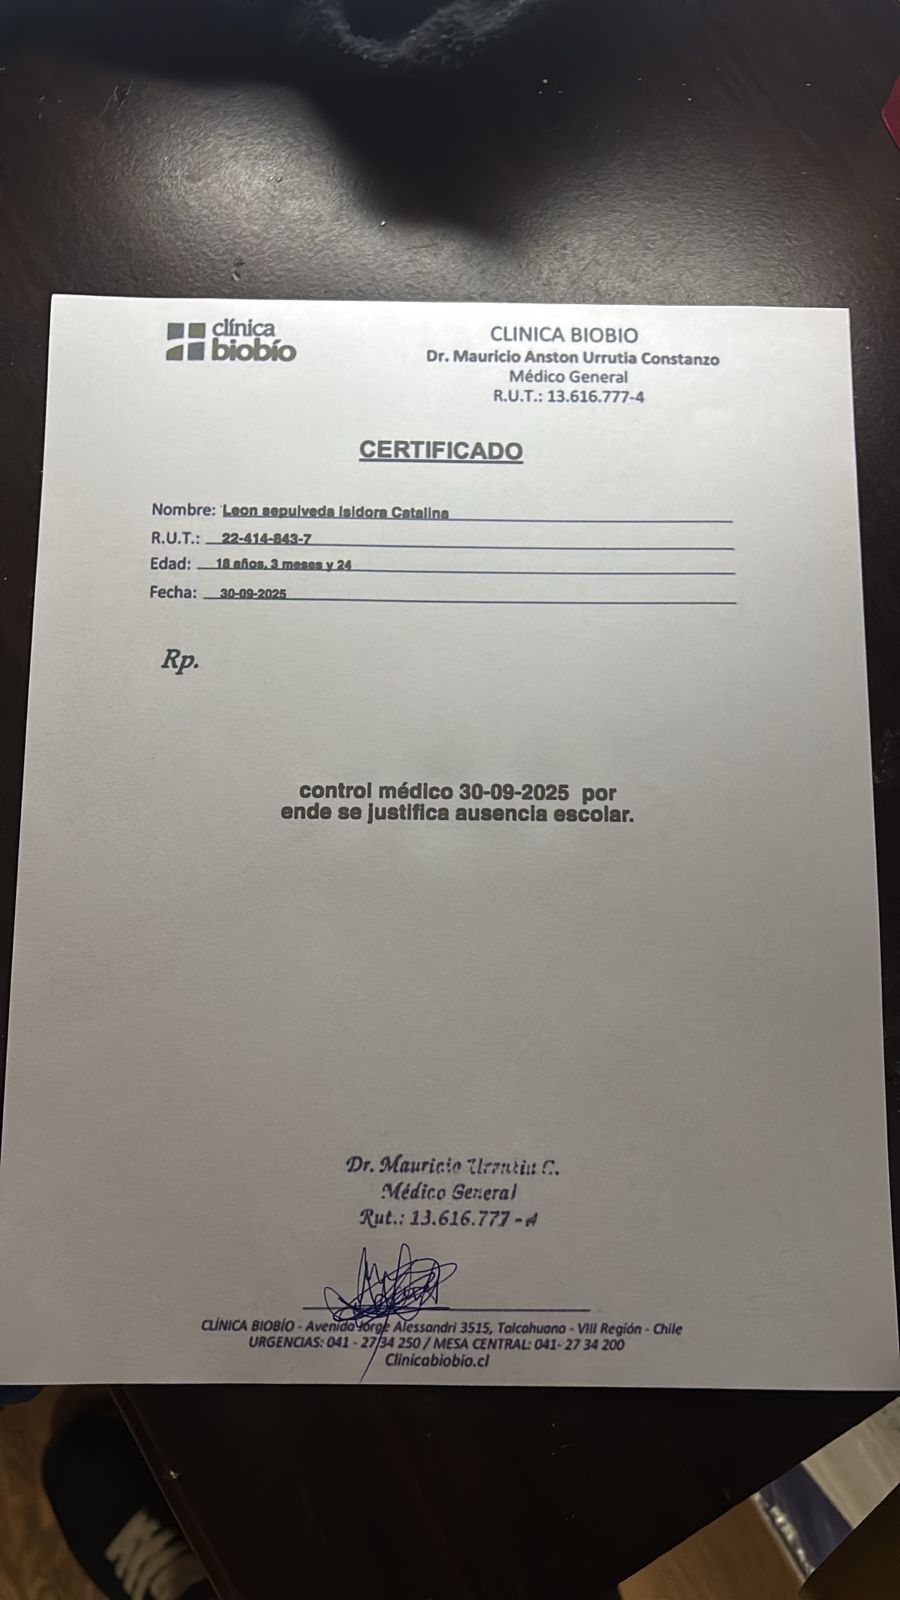 clínica
biobío
CLINICA BIOBIO
Dr. Mauricio Anston Urrutia Constanzo
Médico General
R.U.T.: 13.616.777-4
CERTIFICADO
Nombre: Leon sepulveda Isidora Catalina
R.U.T.: 22-414-843-7
Edad: 18 años, 3 meses y 24
Fecha: 30-09-2025
Rp.
control médico 30-09-2025 por
ende se justifica ausencia escolar.
Dr. Mauricio Urrutia C.
Médico General
Rut.: 13.616.777-4
CLÍNICA BIOBÍO - Avenida Jorge Alessandri 3515, Talcahuano - VIII Región - Chile
URGENCIAS: 041 - 2734 250 / MESA CENTRAL: 041- 27 34 200
Clinicabiobio.cl